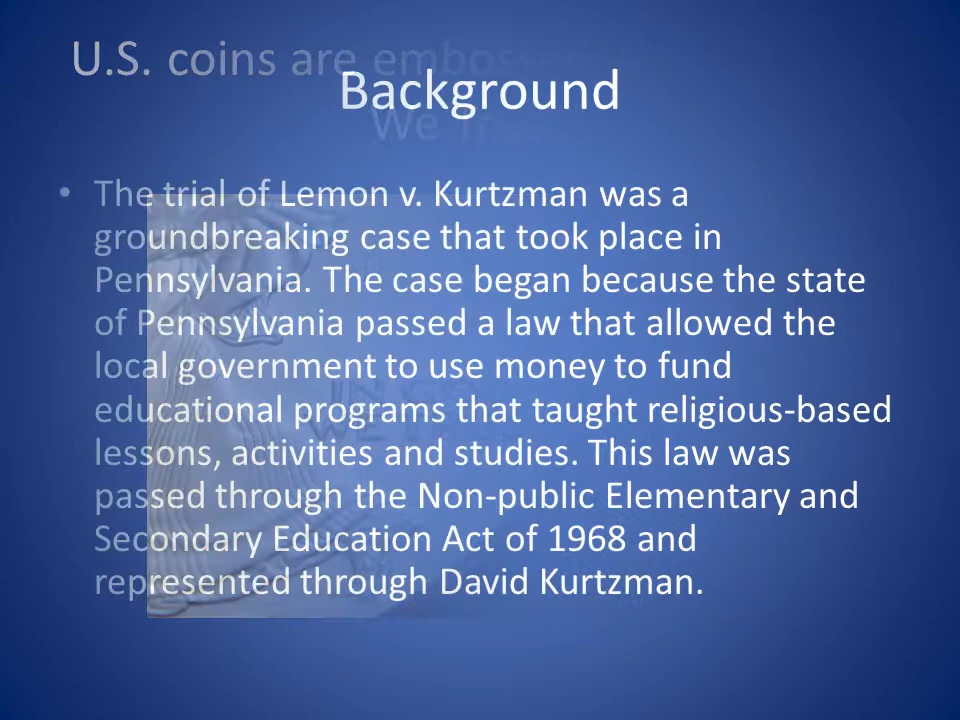 U.S. coins are embos
Background
We
• The trial of Lemon v. Kurtzman was a
groundbreaking case that took place in
Pennsylvania. The case began because the state
of Pennsylvania passed a law that allowed the
local government to use money to fund
educational programs that taught religious-based
lessons, activities and studies. This law was
passed through the Non-public Elementary and
Secondary Education Act of 1968 and
represented through David Kurtzman.